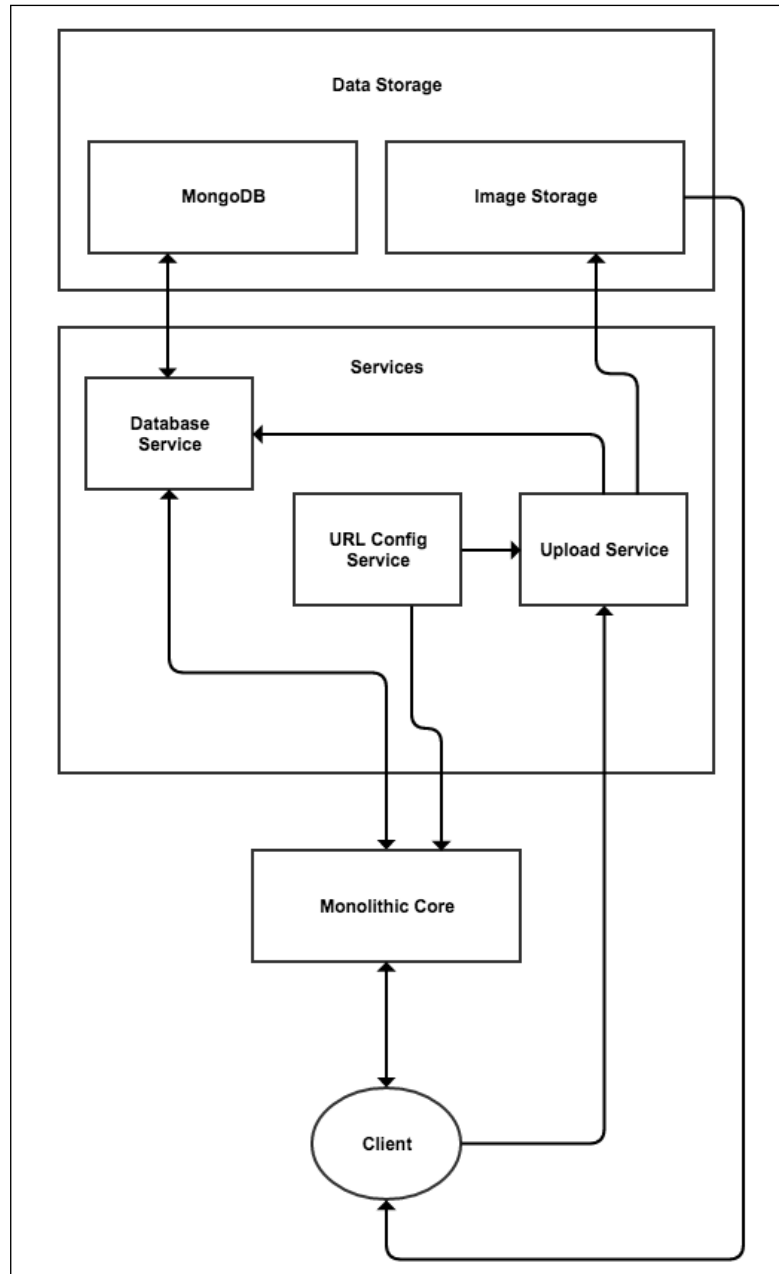 Data Storage
MongoDB
Image Storage
Services
Database
Service
URL Config
Service
Upload Service
Monolithic Core
Client